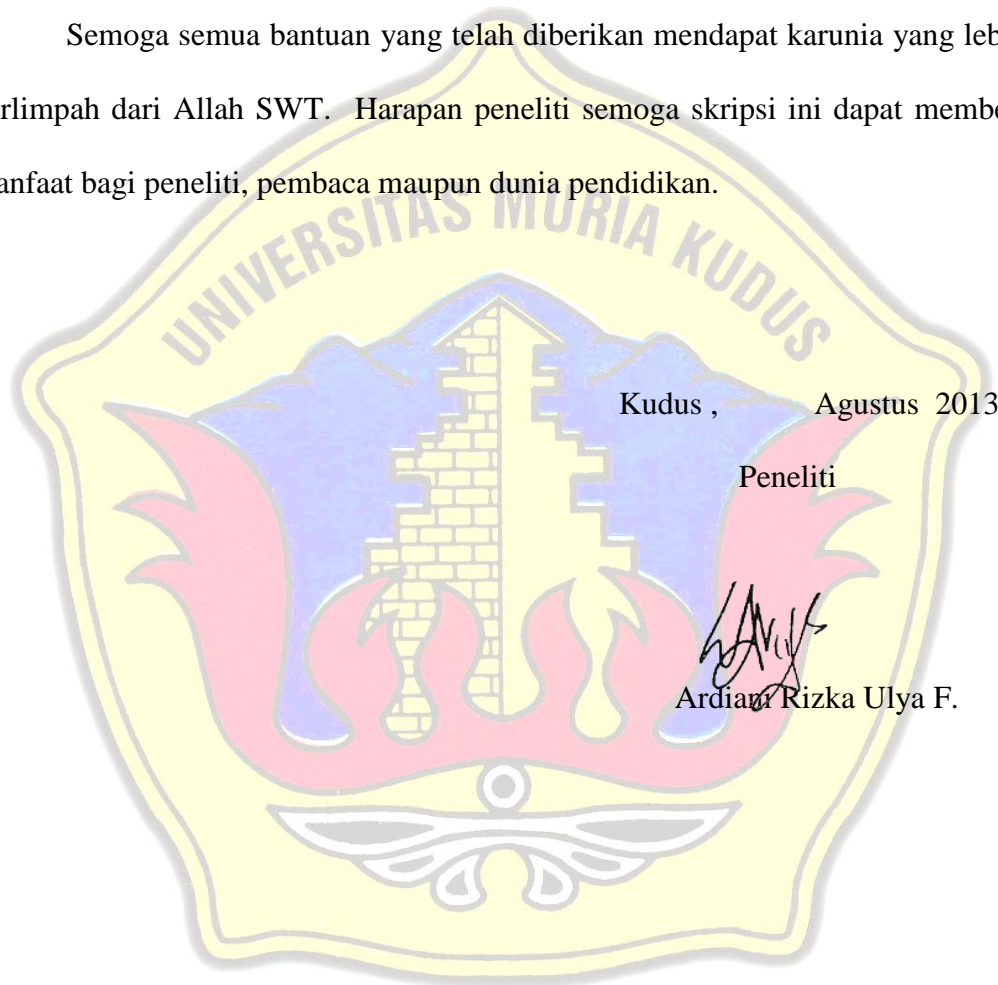 Semoga semua bantuan yang telah diberikan mendapat karunia yang leb
rlimpah dari Allah SWT. Harapan peneliti semoga skripsi ini dapat membe
anfaat bagi peneliti, pembaca maupun dunia pendidikan.
UNIVERSITAS MURIA KUDUS
Kudus , Agustus 2013
Peneliti
Ardiani Rizka Ulya F.